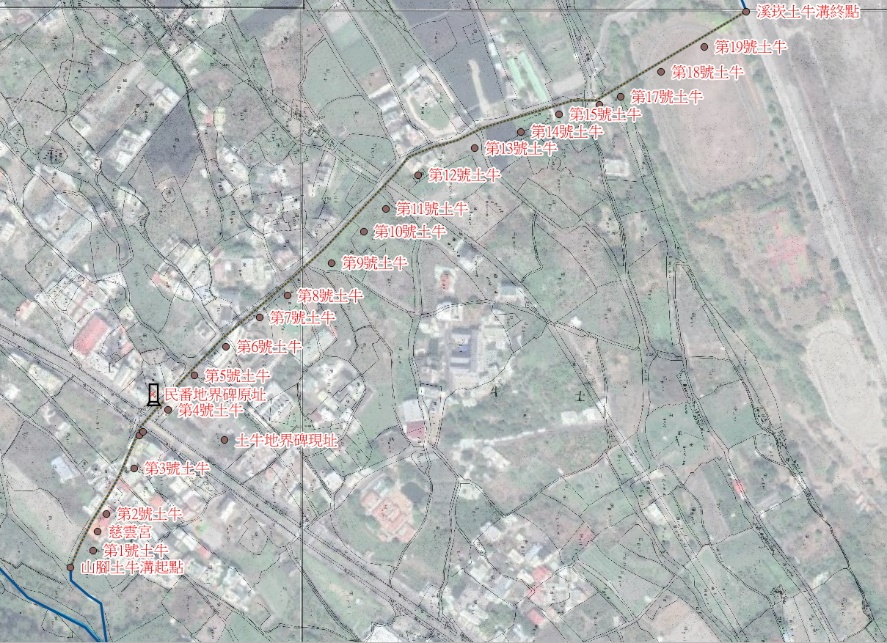 溪崁土牛溝終點
第19號土牛
第18號土牛
第17號土牛
第15號土牛
第14號土牛
第13號土牛
第12號土牛
第11號土牛
第10號土牛
第9號土牛
第8號土牛
第7號土牛
第6號土牛
第5號土牛
民番地界碑原址
第4號土牛
土牛地界碑現址
第3號土牛
第2號土牛
慈雲宮
第1號土牛
山腳土牛溝起點